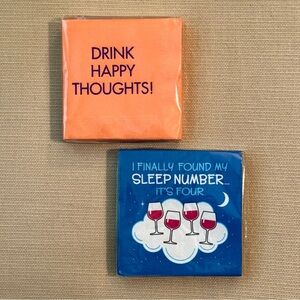 DRINK
HAPPY
THOUGHTS!
I FINALLY FOUND MY
SLEEP NUMBER...
IT'S FOUR